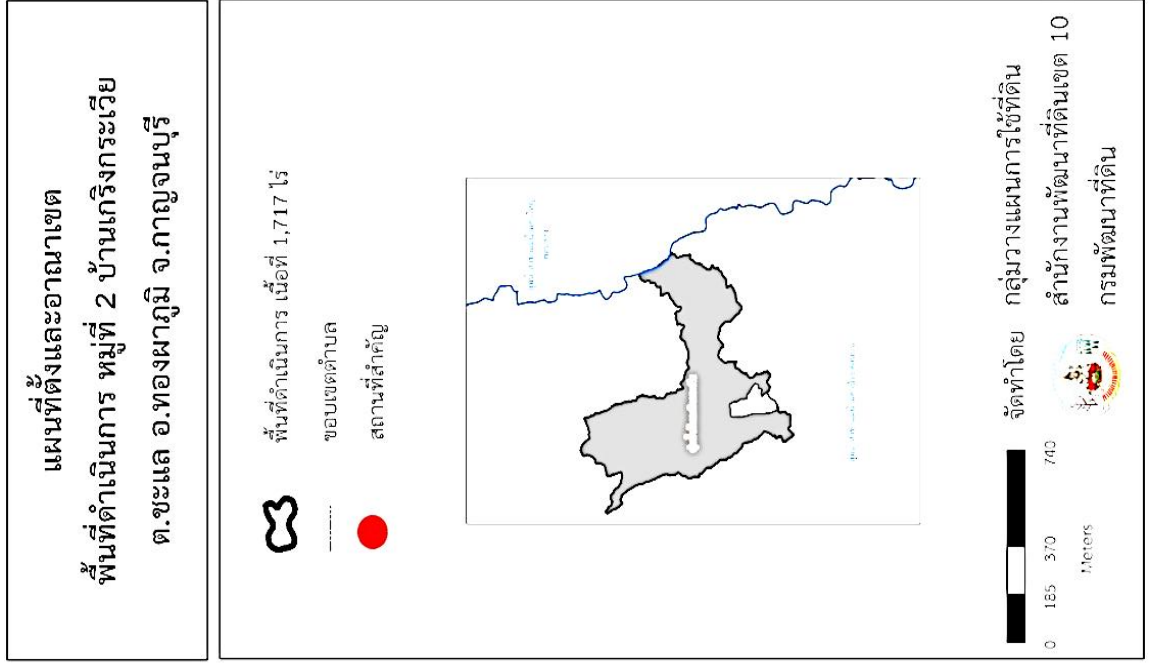 แผนที่ตั้งและอาณาเขต
พื้นที่ดำเนินการ หมู่ที่ 2 บ้านเกริงกระเวีย
ต.ชะแล อ.ทองผาภูมิ จ.กาญจนบุรี
พื้นที่ดำเนินการ เนื้อที่ 1,717 ไร่
ขอบเขตตำบล
สถานที่สำคัญ
0 185 370 740
Meters
จัดทำโดย กลุ่มวางแผนการใช้ที่ดิน
สำนักงานพัฒนาที่ดินเขต 10
กรมพัฒนาที่ดิน